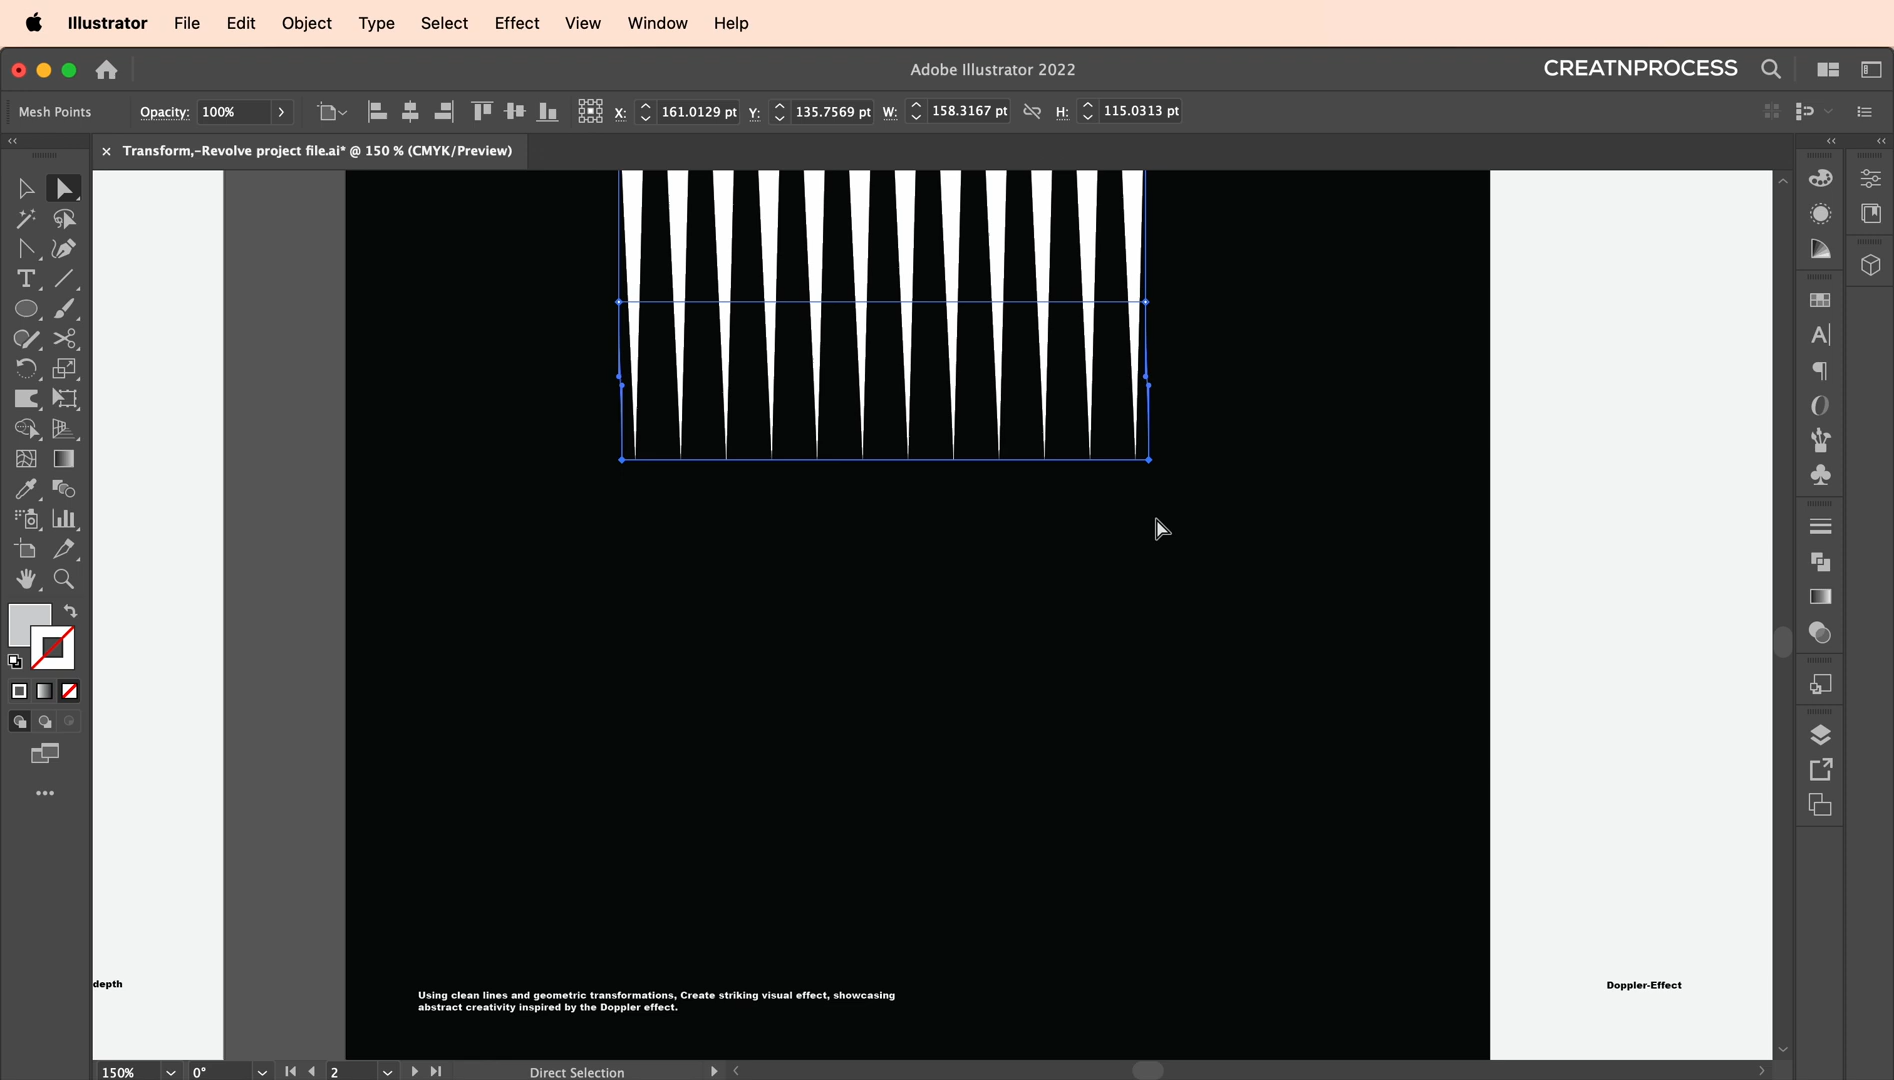 Illustrator File Edit Object Type Select Effect View Window Help
Adobe Illustrator 2022
CREATNPROCESS
Mesh Points Opacity: 100% X: 161.0129 pt Y: 135.7569 pt W: 158.3167 pt H: 115.0313 pt
Transform,-Revolve project file.ai* @ 150 % (CMYK/Preview)
depth
Using clean lines and geometric transformations, Create striking visual effect, showcasing
abstract creativity inspired by the Doppler effect.
Doppler-Effect
150% 0° 2 Direct Selection